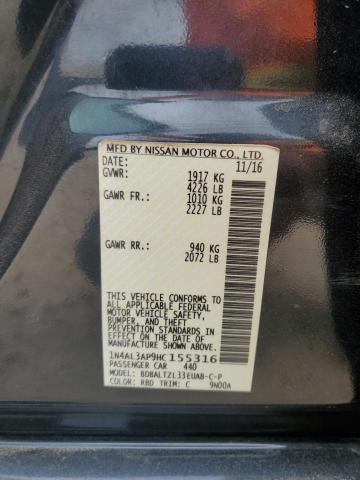 MFD BY NISSAN MOTOR CO., LTD.
DATE: 11/16
GVWR: 1917 KG
4226 LB
GAWR FR.: 1010 KG
2227 LB
GAWR RR.: 940 KG
2072 LB
THIS VEHICLE CONFORMS TO
ALL APPLICABLE FEDERAL
MOTOR VEHICLE SAFETY,
BUMPER, AND THEFT
PREVENTION STANDARDS IN
EFFECT ON THE DATE OF
MANUFACTURE SHOWN ABOVE.
1N4AL3AP9HC155316
PASSENGER CAR 440
MODEL: BDBALTZL33EUAB-C-P
COLOR: RBD TRIM: C 9N00A